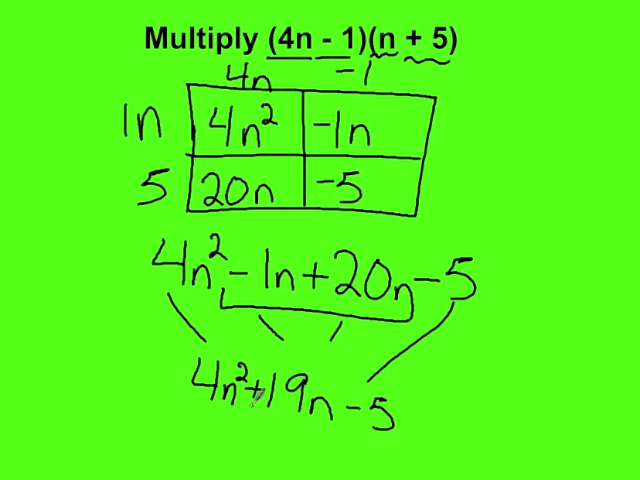 Multiply (4n - 1)(n + 5)
4n -1
1n 4n² -1n
5 20n -5
4n² - 1n + 20n - 5
4n² + 19n - 5